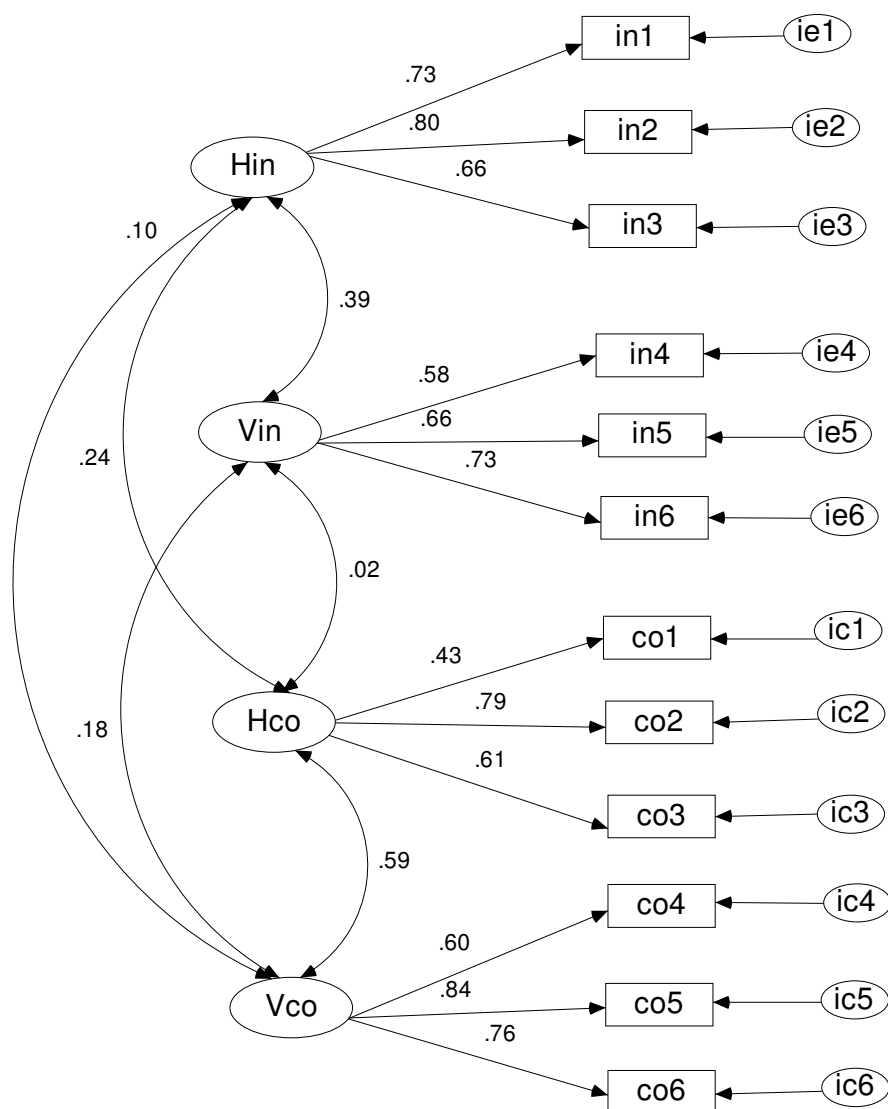 in1
ie1
.73
.80
in2
ie2
Hin
.66
in3
ie3
.10
.39
in4
ie4
.58
.66
Vin
in5
ie5
.24
.73
in6
ie6
.02
co1
ic1
.43
.79
Hco
co2
ic2
.18
.61
co3
ic3
.59
co4
ic4
.60
.84
Vco
co5
ic5
.76
co6
ic6